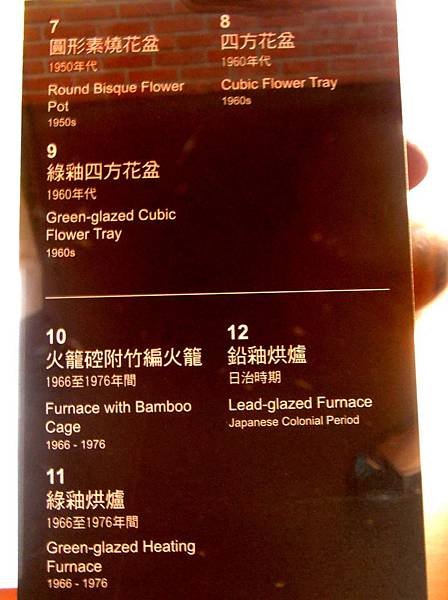 7
圓形素燒花盆
1950年代
Round Bisque Flower
Pot
1950s
8
四方花盆
1960年代
Cubic Flower Tray
1960s
9
綠釉四方花盆
1960年代
Green-glazed Cubic
Flower Tray
1960s
10
火籠硿附竹編火籠
1966至1976年間
Furnace with Bamboo
Cage
1966 - 1976
11
綠釉烘爐
1966至1976年間
Green-glazed Heating
Furnace
1966 - 1976
12
鉛釉烘爐
日治時期
Lead-glazed Furnace
Japanese Colonial Period